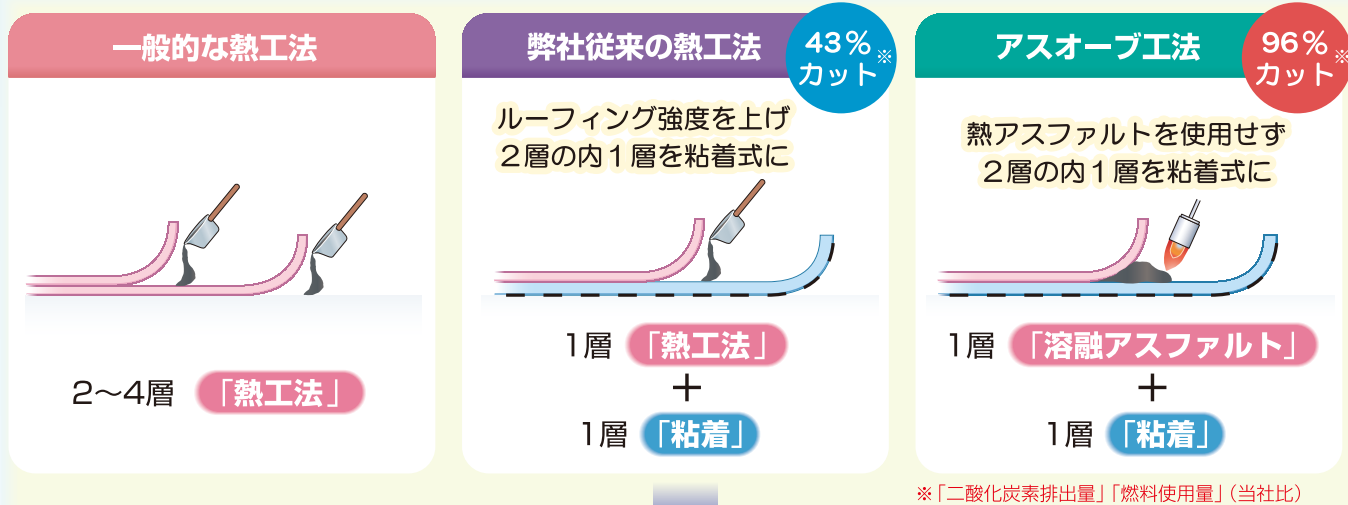 一般的な熱工法
2～4層 「熱工法」
弊社従来の熱工法
43％
カット※
ルーフィング強度を上げ
２層の内１層を粘着式に
1層 「熱工法」
＋
1層 「粘着」
アスオーブ工法
96％
カット※
熱アスファルトを使用せず
２層の内１層を粘着式に
1層 「溶融アスファルト」
＋
1層 「粘着」
※「二酸化炭素排出量」「燃料使用量」（当社比）